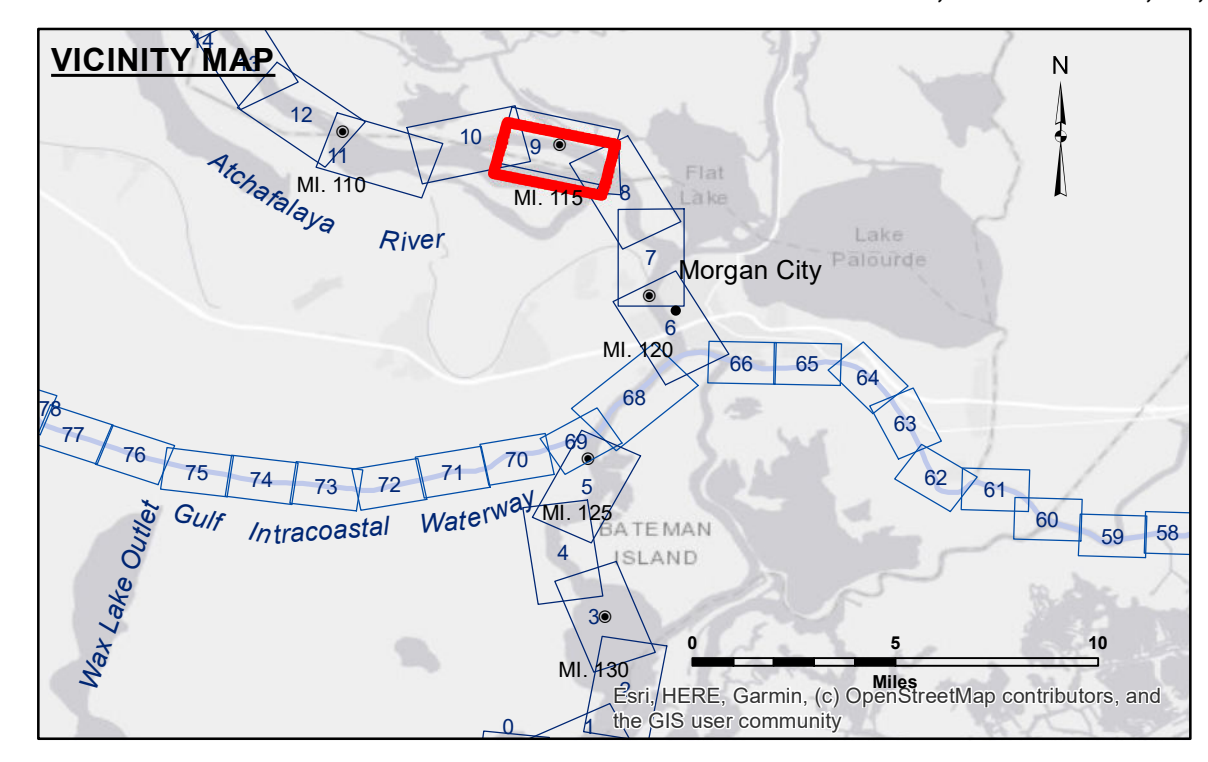 VICINITY MAP
N
14
13
12
11
10
9
8
MI. 110
MI. 115
Atchafalaya
River
Flat
Lake
Lake
Palourde
7
Morgan City
6
MI. 120
66
65
64
63
62
61
60
59
58
68
69
70
71
72
73
74
75
76
77
78
Gulf Intracoastal Waterway
Wax Lake Outlet
5
MI. 125
BATEMAN
ISLAND
4
3
MI. 130
2
1
0
0 5 10
Miles
Esri, HERE, Garmin, (c) OpenStreetMap contributors, and
the GIS user community